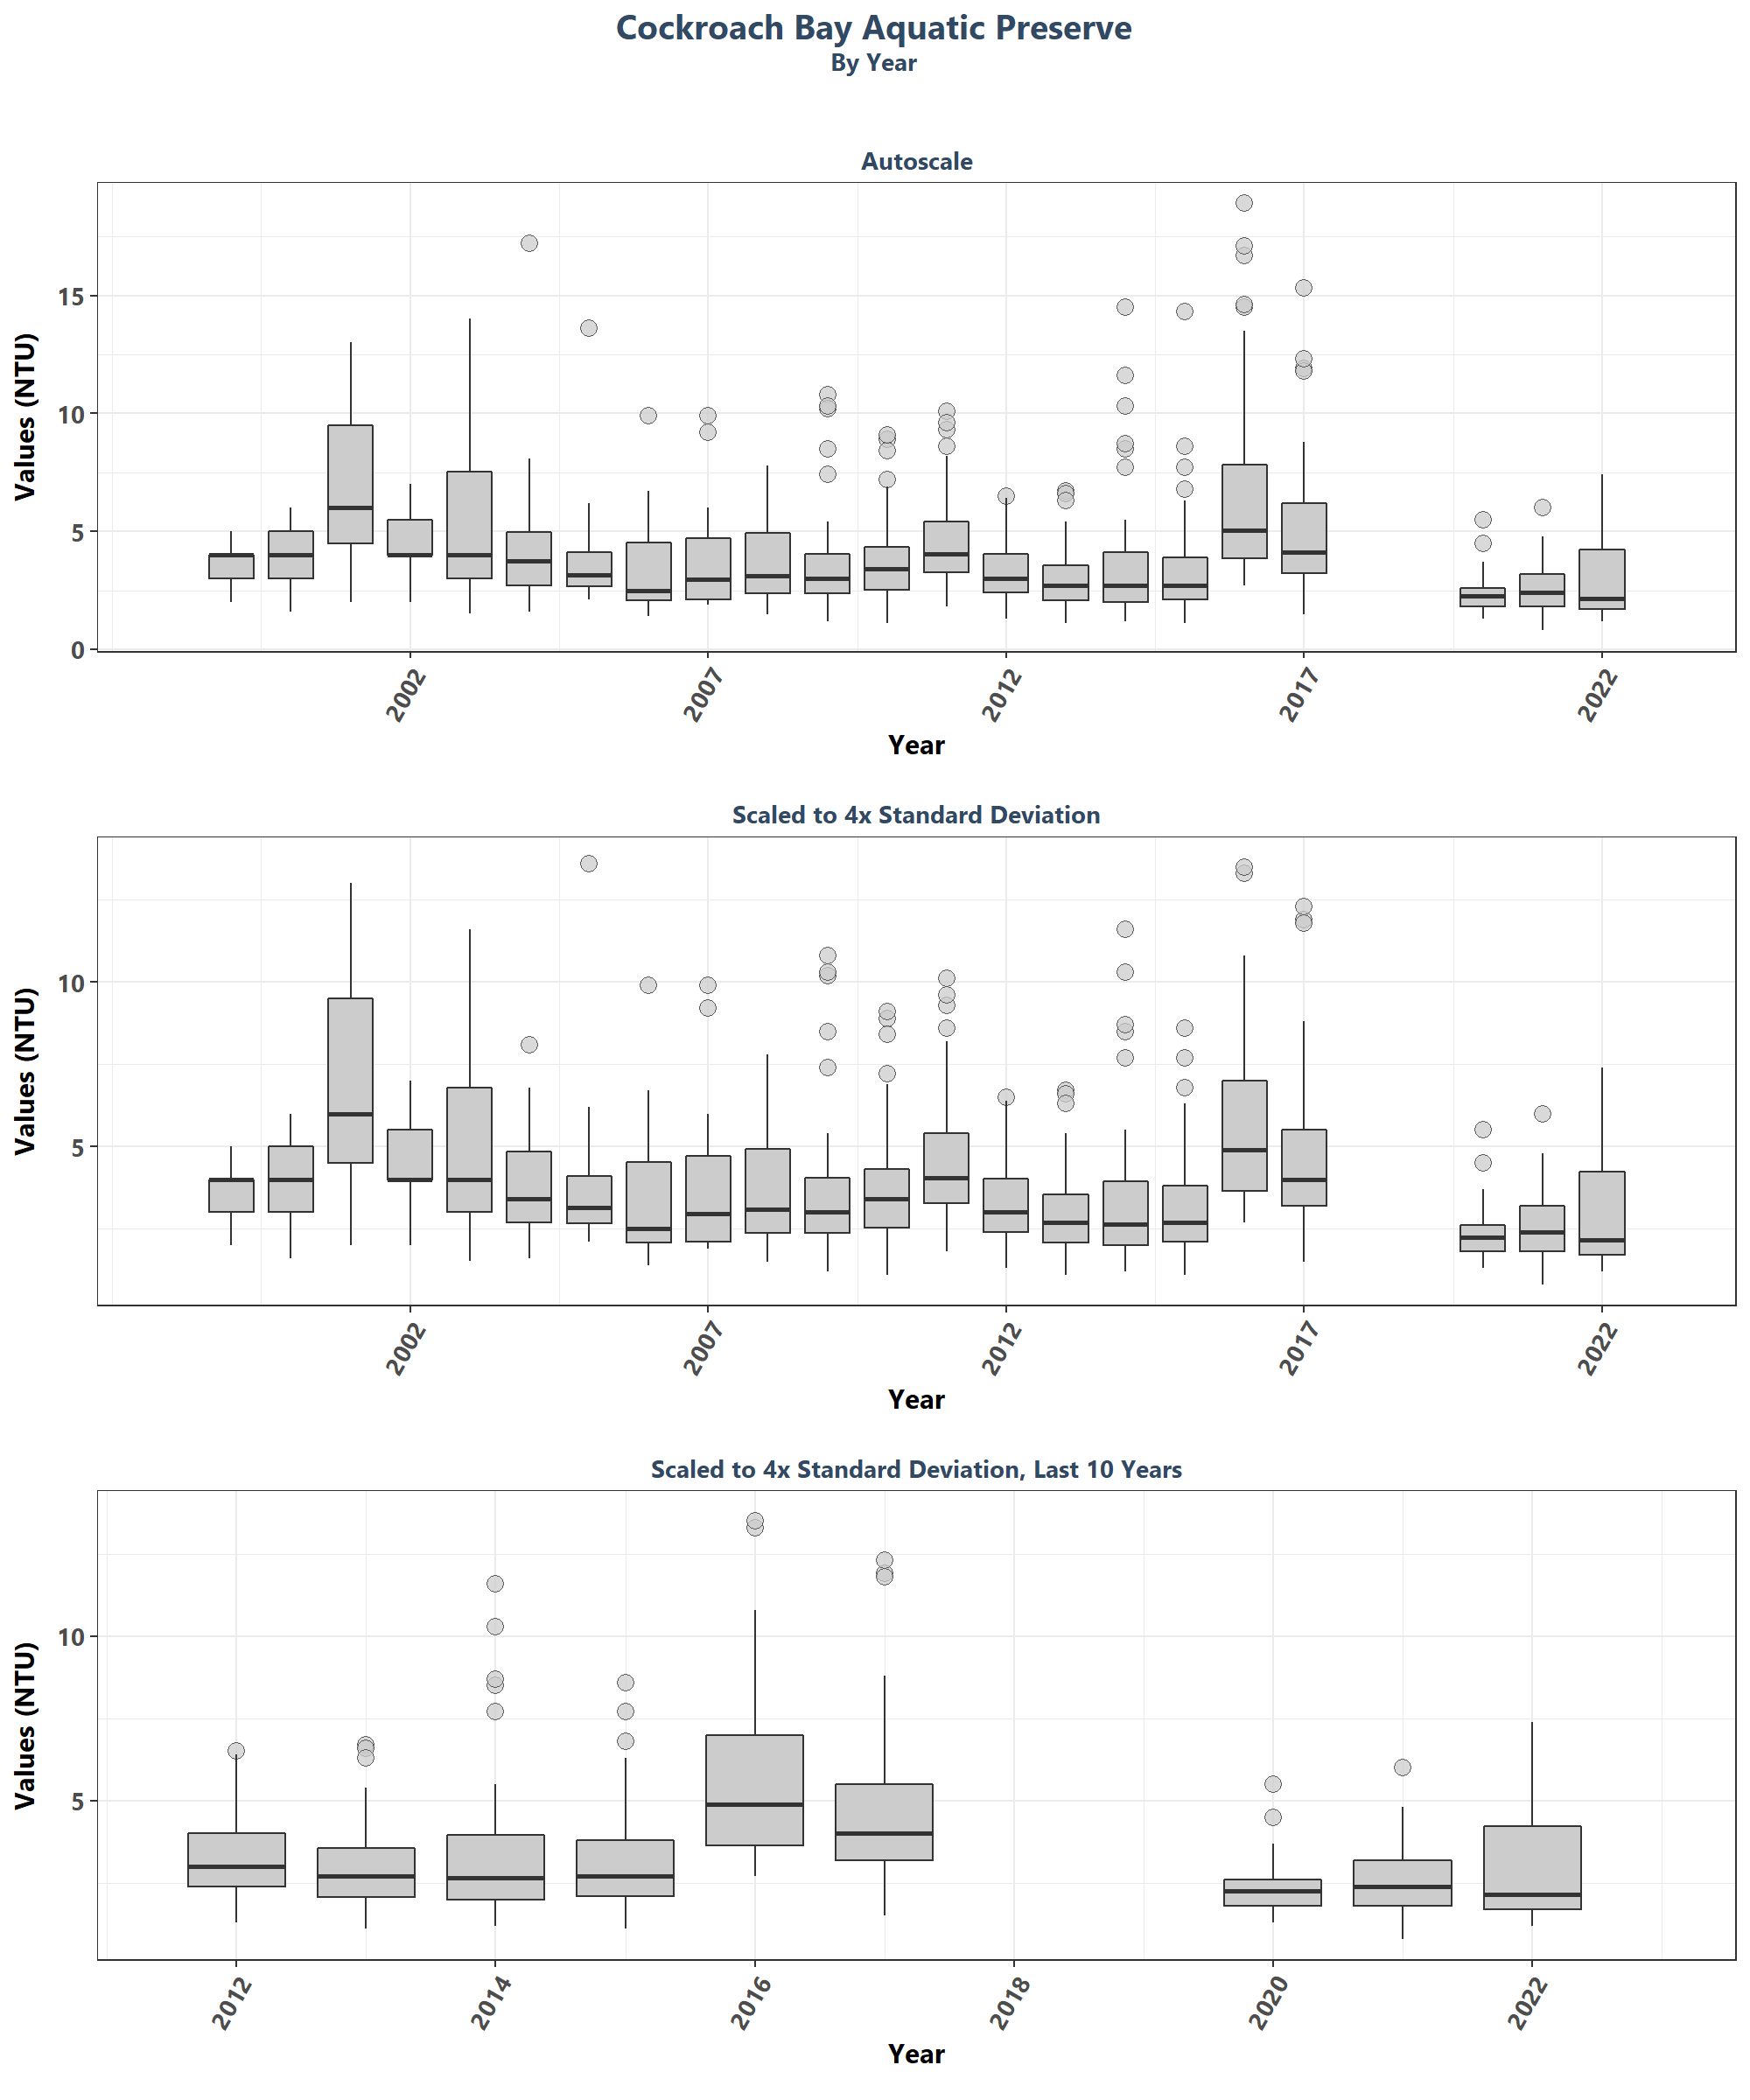 Cockroach Bay Aquatic Preserve
By Year
Autoscale
Values (NTU)
15
10
5
0
2002 2007 2012 2017 2022
Year
Scaled to 4x Standard Deviation
Values (NTU)
10
5
2002 2007 2012 2017 2022
Year
Scaled to 4x Standard Deviation, Last 10 Years
Values (NTU)
10
5
2012 2014 2016 2018 2020 2022
Year